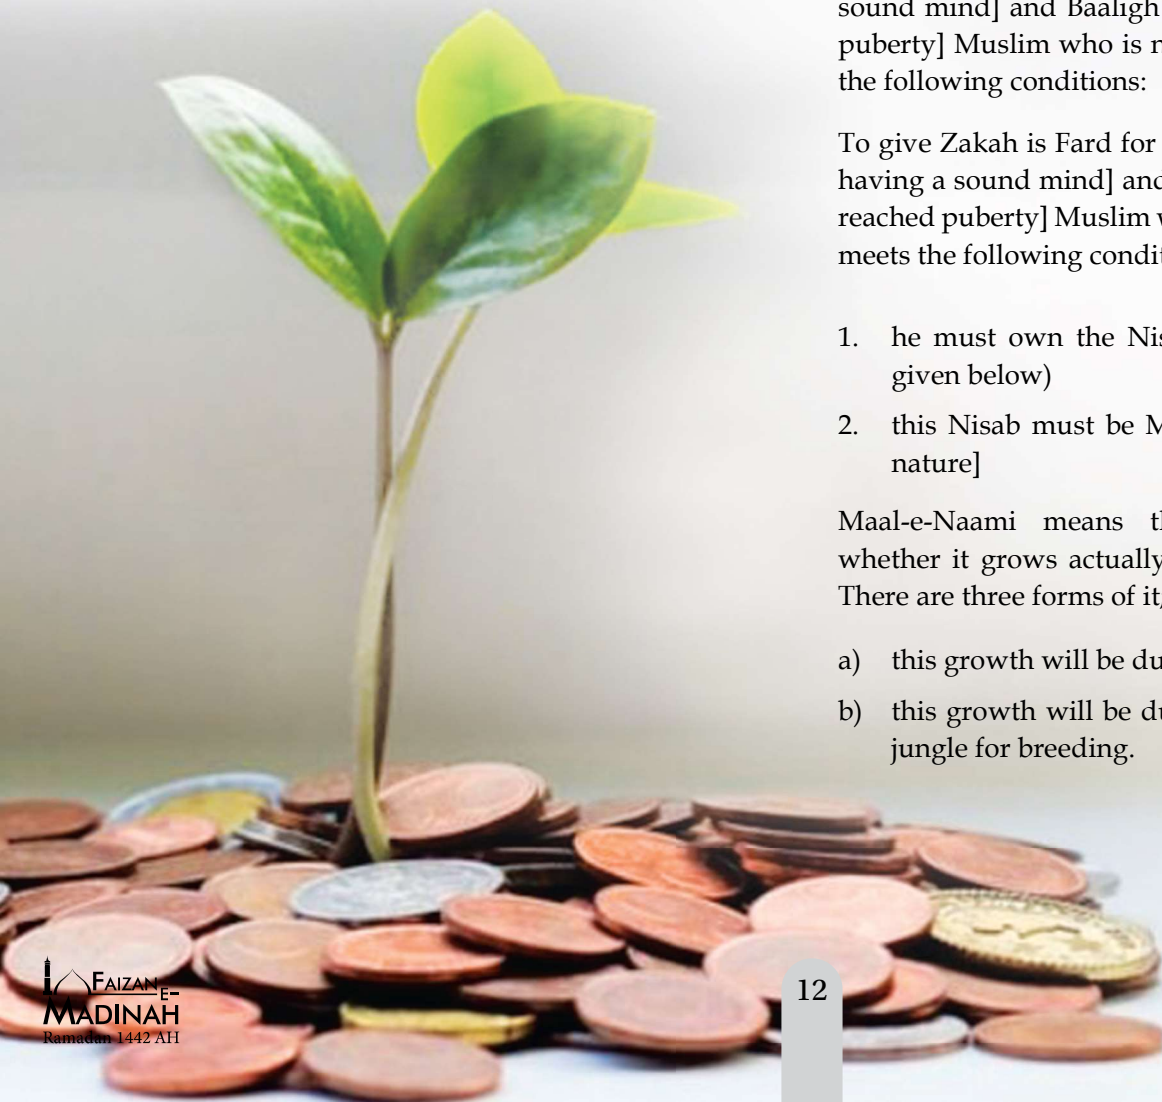 sound mind] and Baaligh
puberty] Muslim who is
the following conditions:
To give Zakah is Fard for
having a sound mind] and
reached puberty] Muslim
meets the following
1. he must own the
given below)
2. this Nisab must be
nature]
Maal-e-Naami means
whether it grows actually
There are three forms of it,
a) this growth will be
b) this growth will be
jungle for breeding.
FAIZAN
E-
MADINAH
Ramadan 1442 AH
12